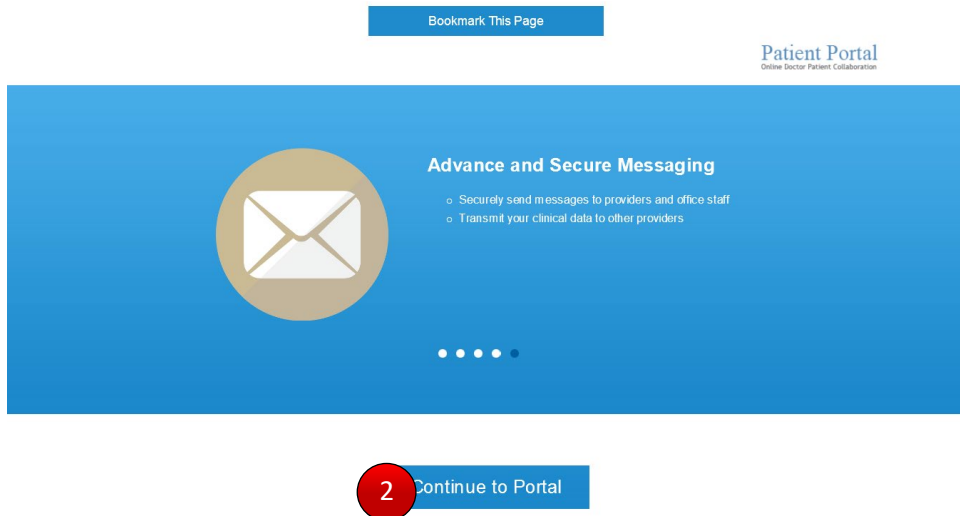 Bookmark This Page
Patient Portal
Online Doctor Patient Collaboration
Advance and Secure Messaging
Securely send messages to providers and office staff
Transmit your clinical data to other providers
2 Continue to Portal